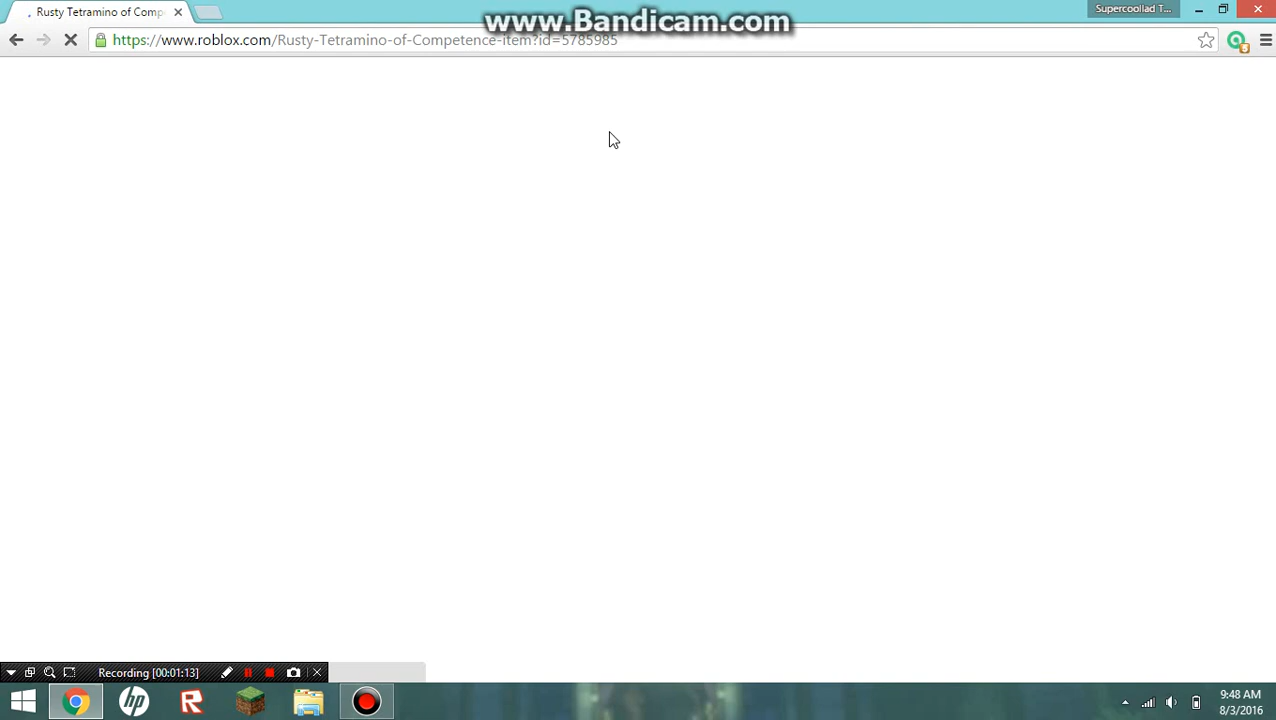 www.Bandicam.com
Rusty Tetramino of Comp
Supercoollad T...
https://www.roblox.com/Rusty-Tetramino-of-Competence-item?id=5785985
Recording [00:01:13]
9:48 AM
8/3/2016